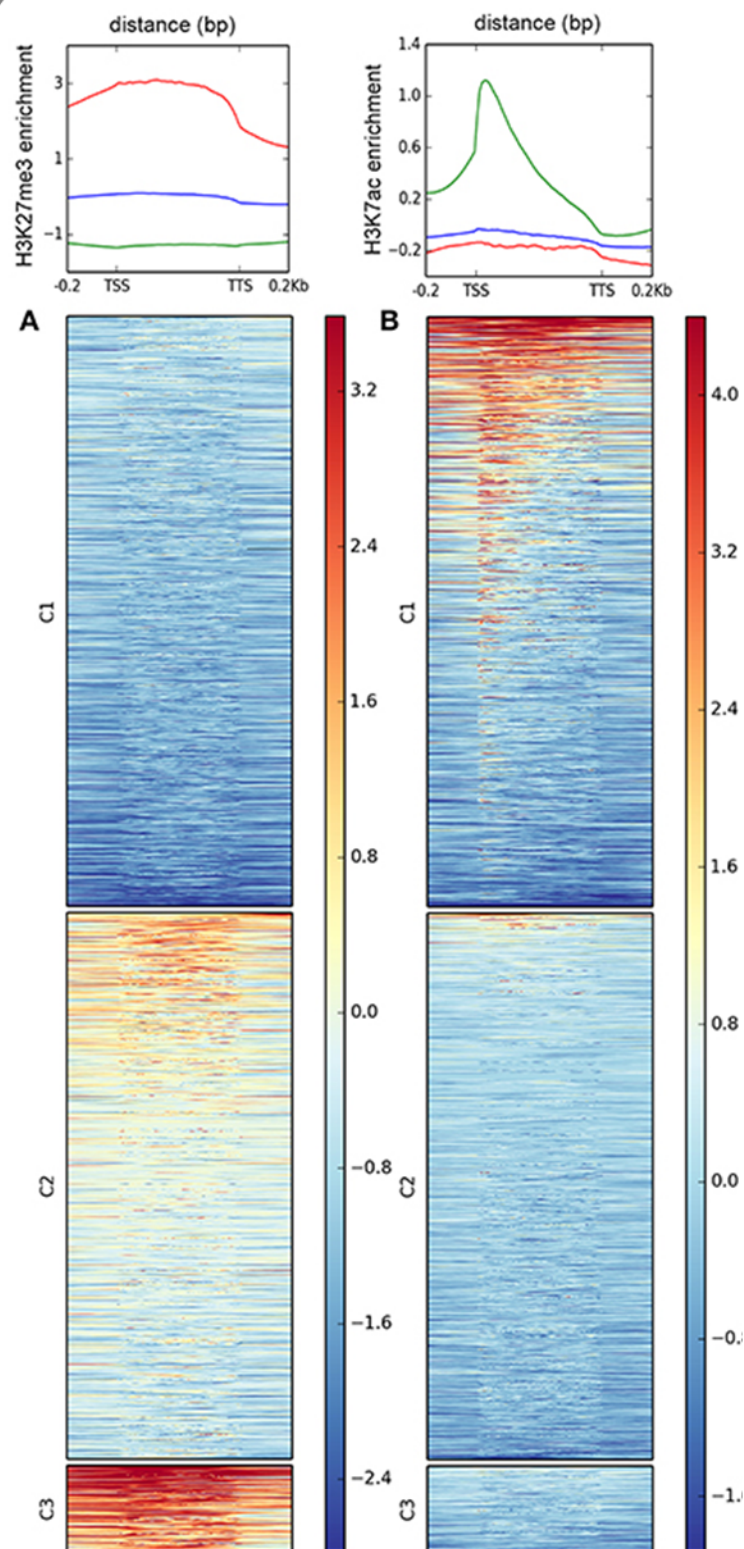 distance (bp)
H3K27me3 enrichment
3
1
−1
-0.2 TSS TTS 0.2Kb
distance (bp)
H3K7ac enrichment
1.4
1.0
0.6
0.2
−0.2
-0.2 TSS TTS 0.2Kb
A
C1
C2
C3
3.2
2.4
1.6
0.8
0.0
−0.8
−1.6
−2.4
B
C1
C2
C3
4.0
3.2
2.4
1.6
0.8
0.0